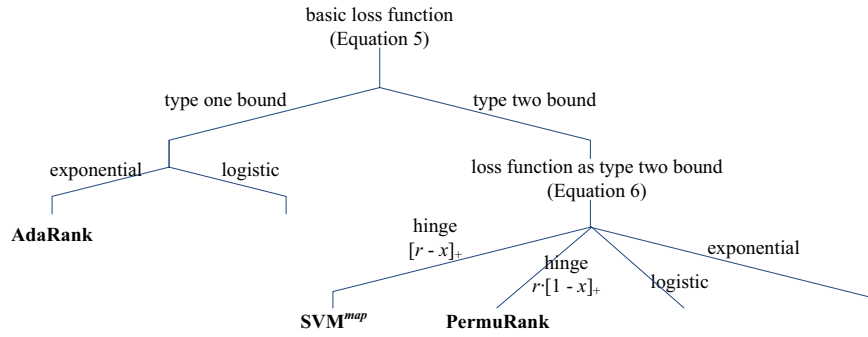 basic loss function
(Equation 5)
type one bound
type two bound
exponential
logistic
loss function as type two bound
(Equation 6)
AdaRank
hinge
[r - x]₊
hinge
r·[1 - x]₊
logistic
exponential
SVMᵐᵃᵖ
PermuRank